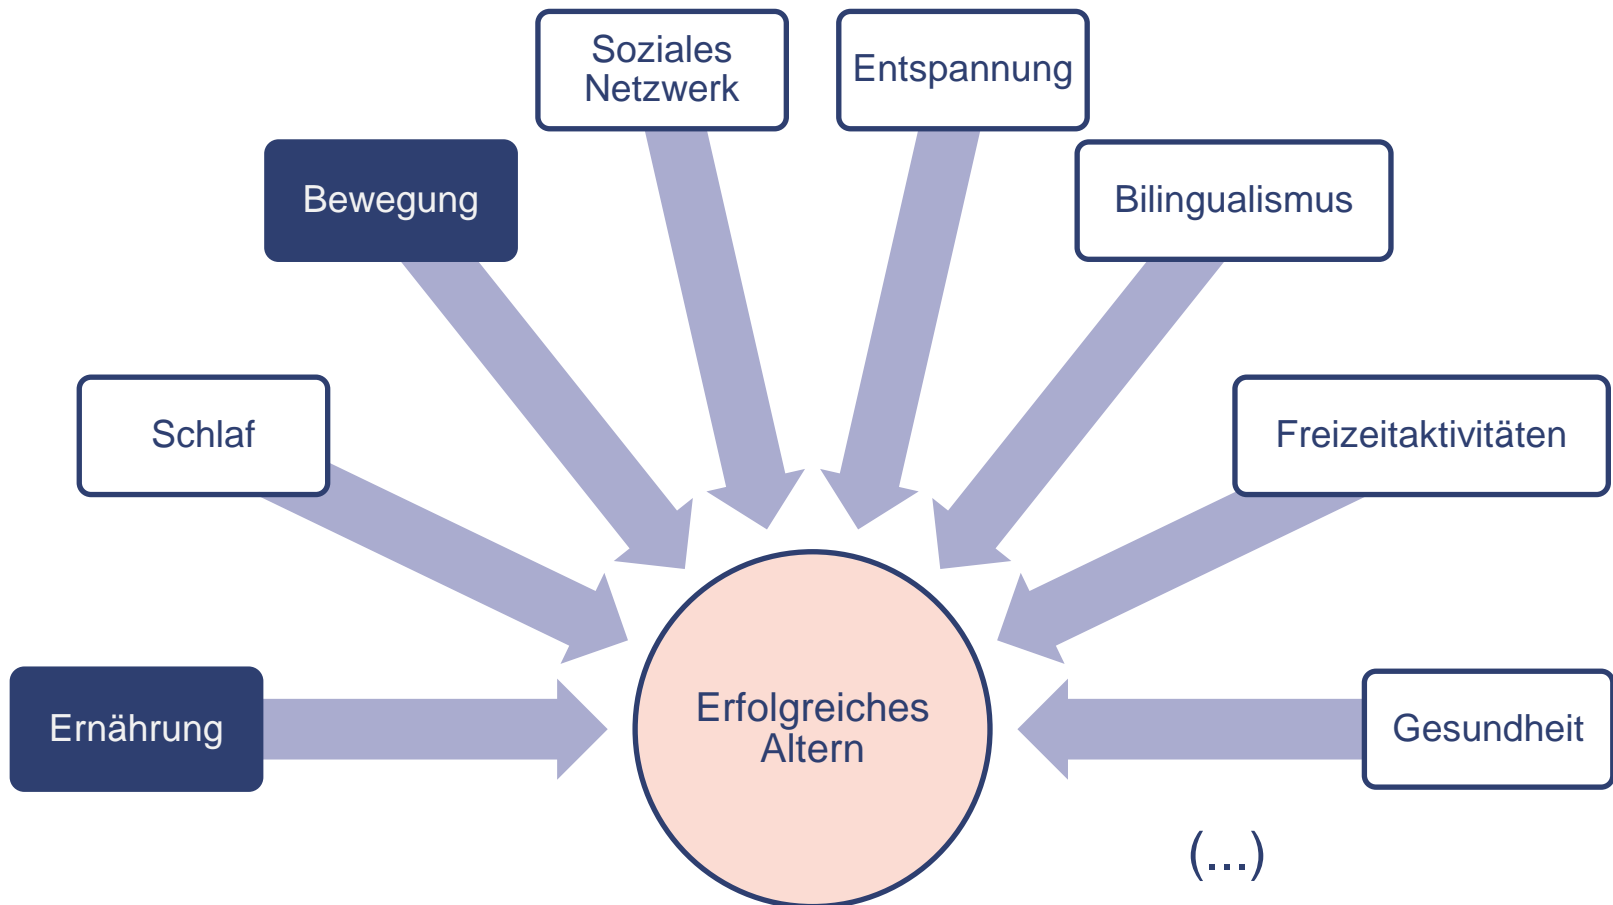 Soziales
Netzwerk
Entspannung
Bewegung
Bilingualismus
Schlaf
Freizeitaktivitäten
Ernährung
Erfolgreiches
Altern
Gesundheit
(...)